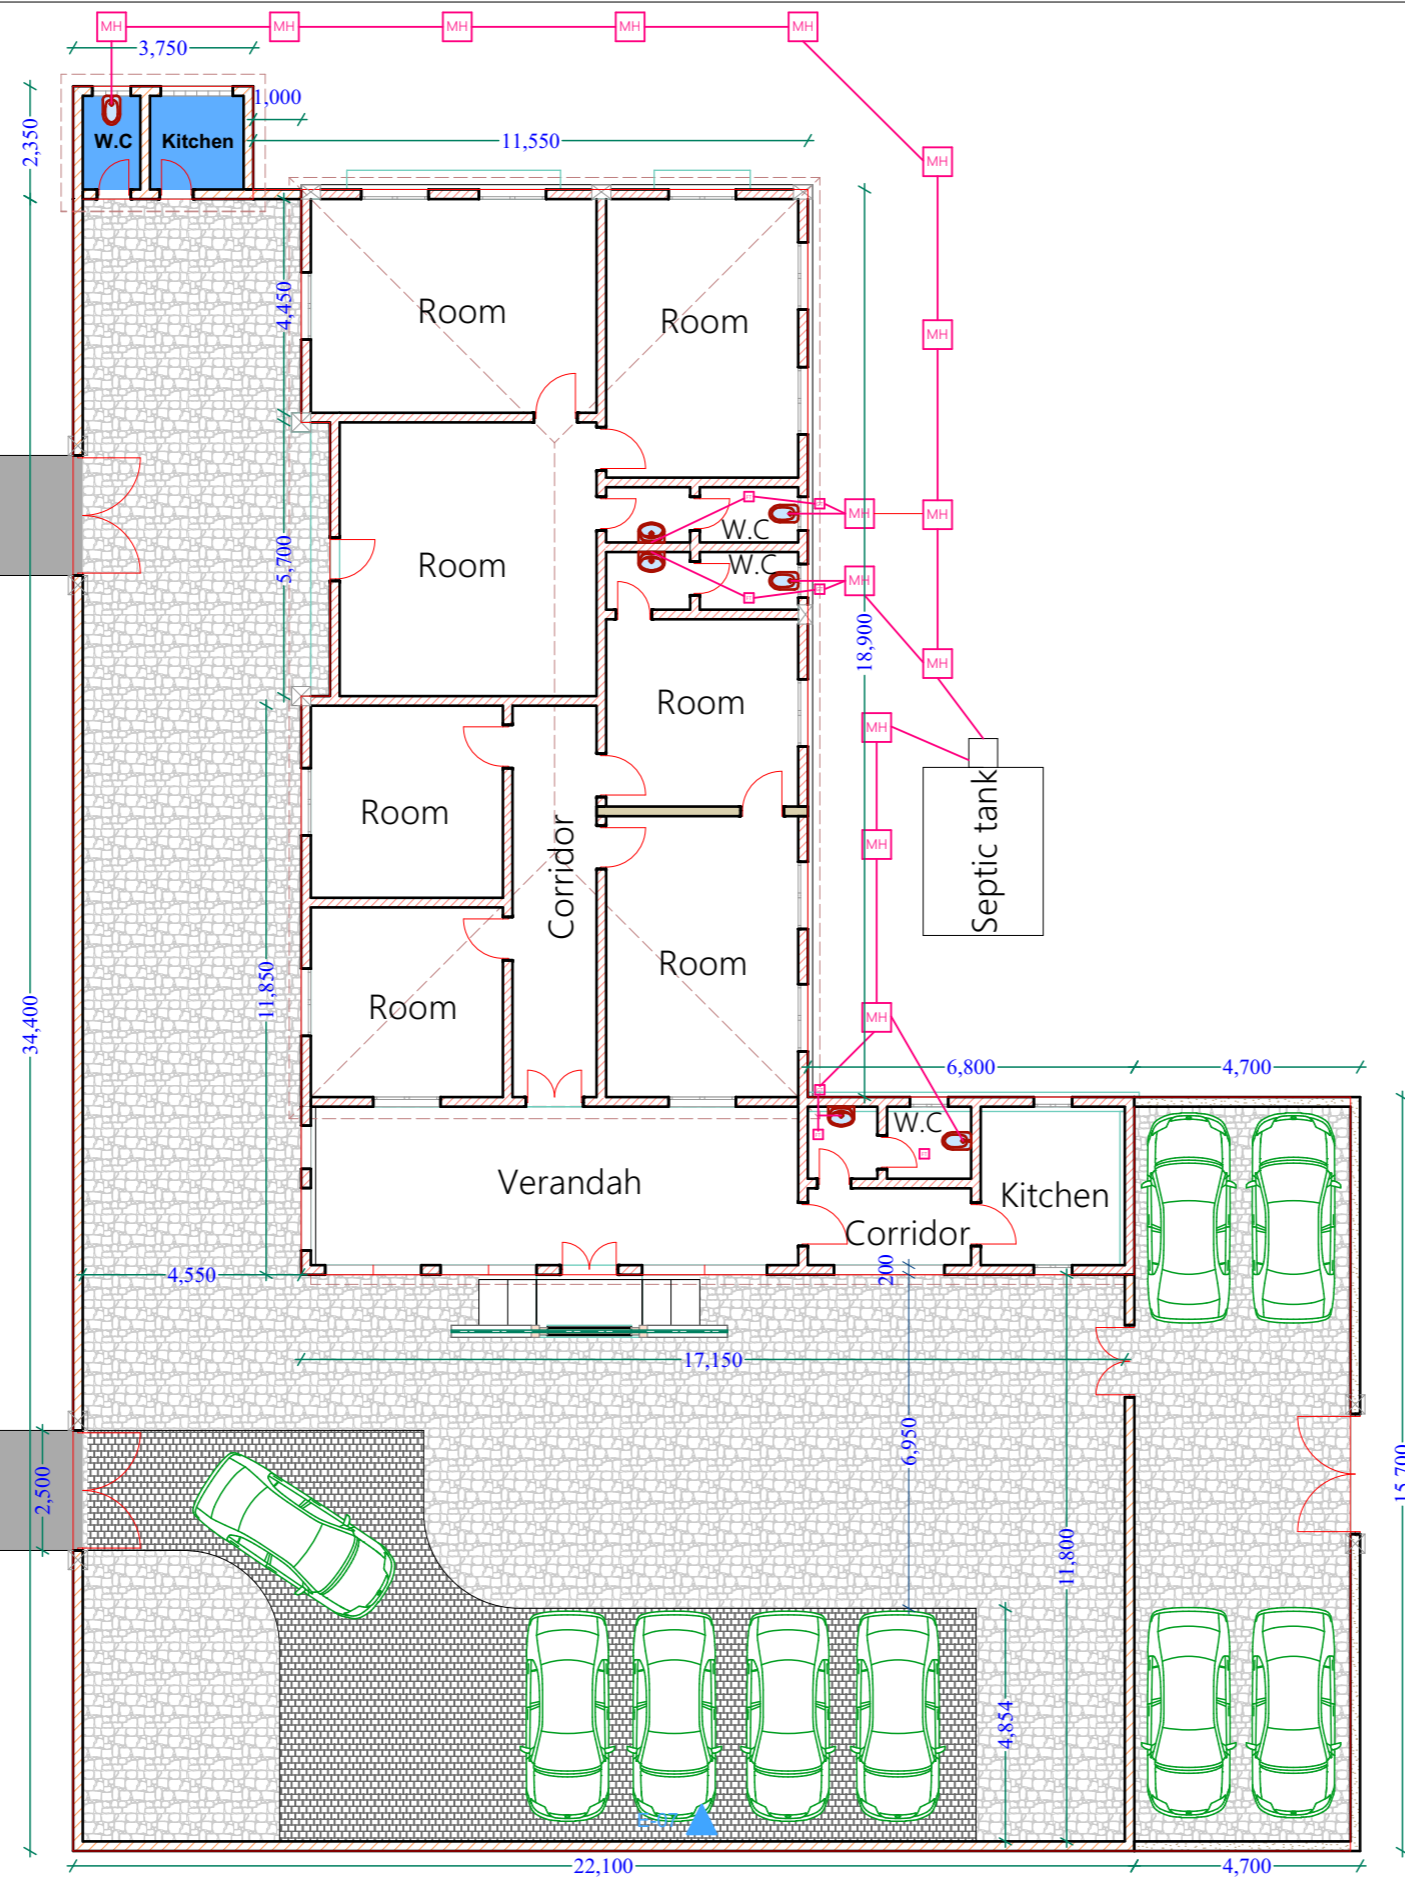 MH MH MH MH MH
3,750
1,000
2,350
W.C Kitchen
11,550
MH
4,450
Room
Room
MH
W.C
MH MH
5,700
Room
W.C
MH
18,900
MH
Room
MH
Room
Corridor
MH
Septic tank
Room
Room
11,850
34,400
MH
6,800
4,700
W.C
Verandah
Kitchen
Corridor
4,550
200
17,150
6,950
2,500
15,700
11,800
4,854
E-07
22,100
4,700